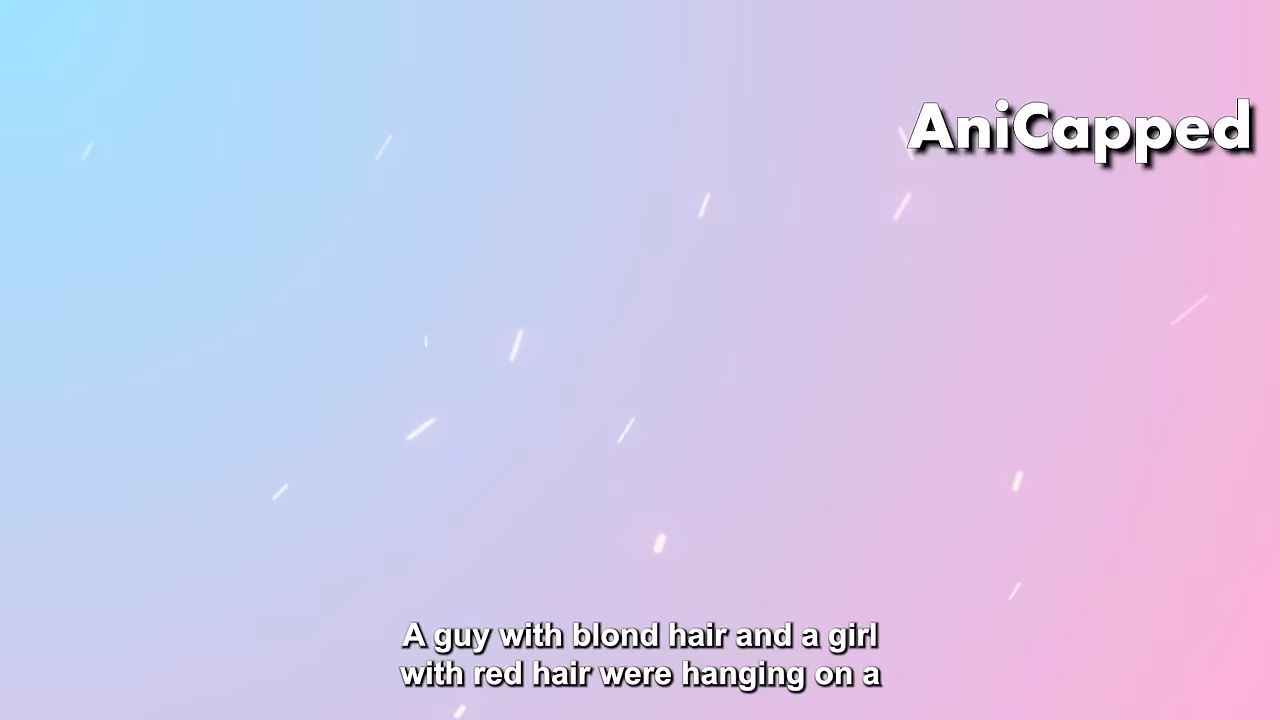 AniCapped
A guy with blond hair and a girl
with red hair were hanging on a